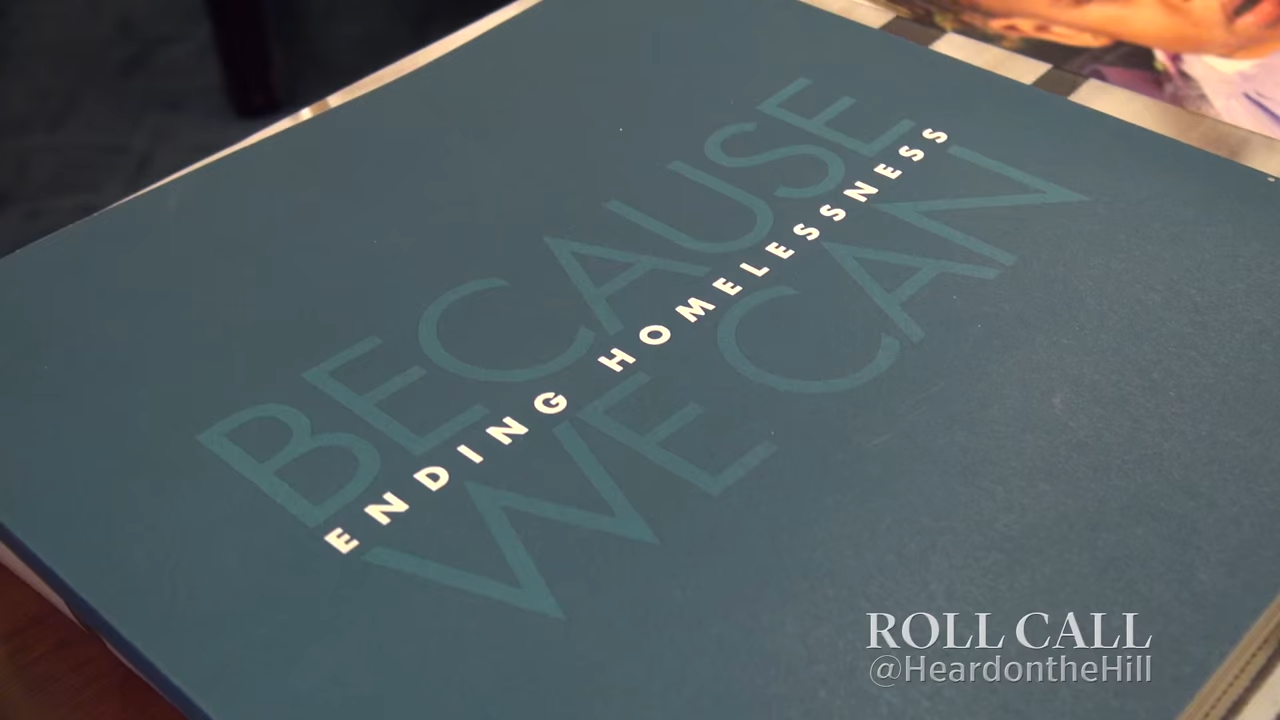 BECAUSE
ENDING HOMELESSNESS
WE CAN
ROLL CALL
@HeardontheHill